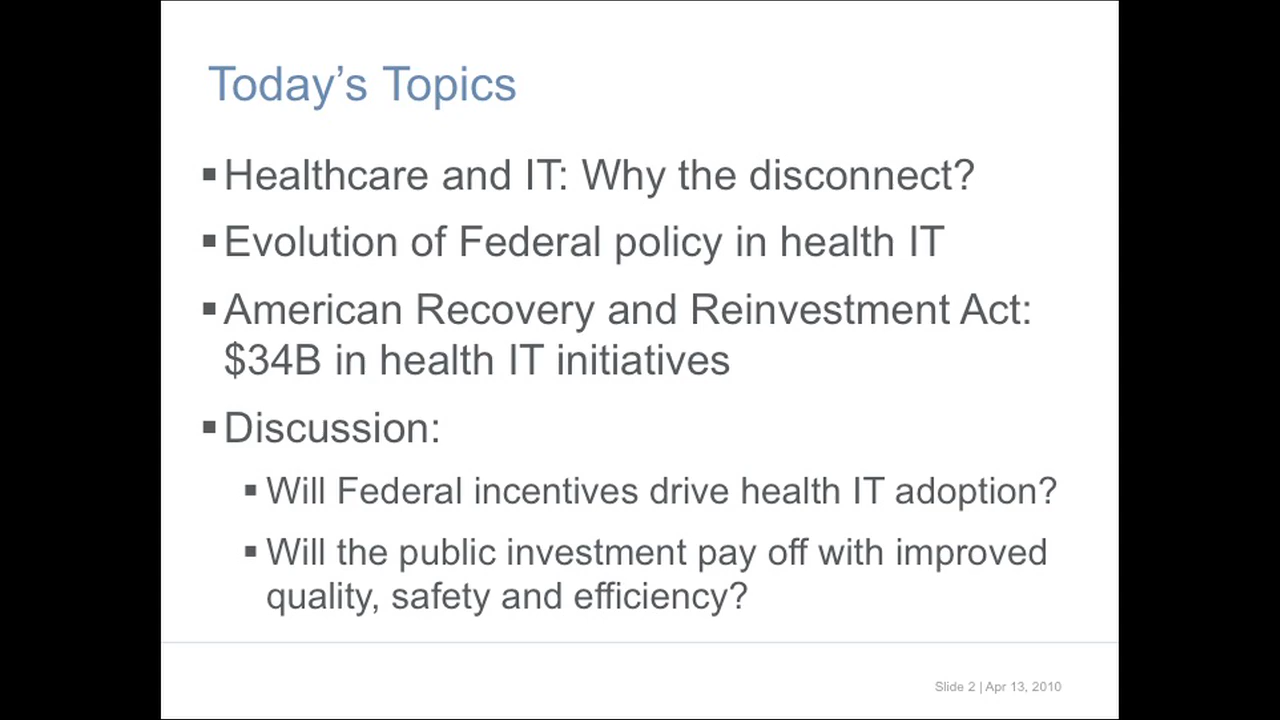 Today’s Topics
▪ Healthcare and IT: Why the disconnect?
▪ Evolution of Federal policy in health IT
▪ American Recovery and Reinvestment Act:
$34B in health IT initiatives
▪ Discussion:
▪ Will Federal incentives drive health IT adoption?
▪ Will the public investment pay off with improved
quality, safety and efficiency?
Slide 2 | Apr 13, 2010